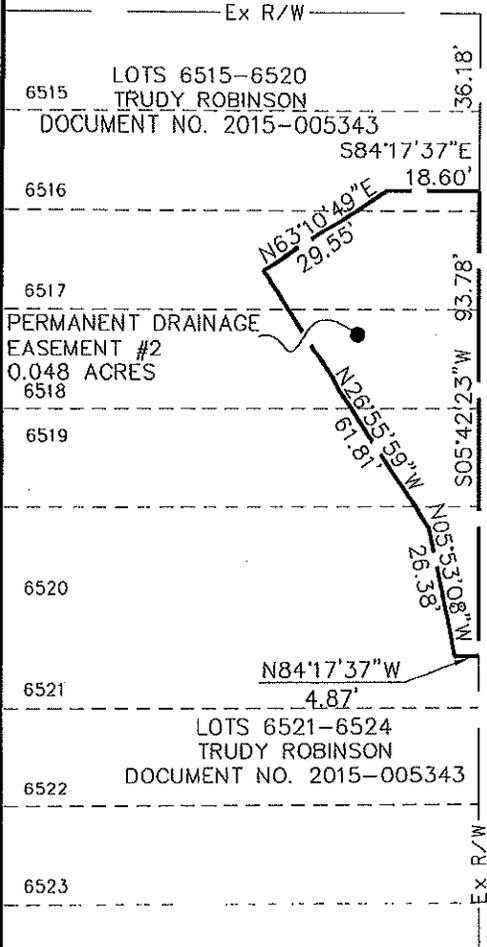 Ex R/W
36.18'
6515
LOTS 6515-6520
TRUDY ROBINSON
DOCUMENT NO. 2015-005343
S84°17'37"E
18.60'
6516
N63°10'49"E
29.55'
6517
93.78'
S05°42'23"W
PERMANENT DRAINAGE
EASEMENT #2
0.048 ACRES
6518
N26°55'59"W
61.81'
6519
N05°53'08"W
26.38'
6520
N84°17'37"W
4.87'
6521
LOTS 6521-6524
TRUDY ROBINSON
DOCUMENT NO. 2015-005343
6522
Ex R/W
6523